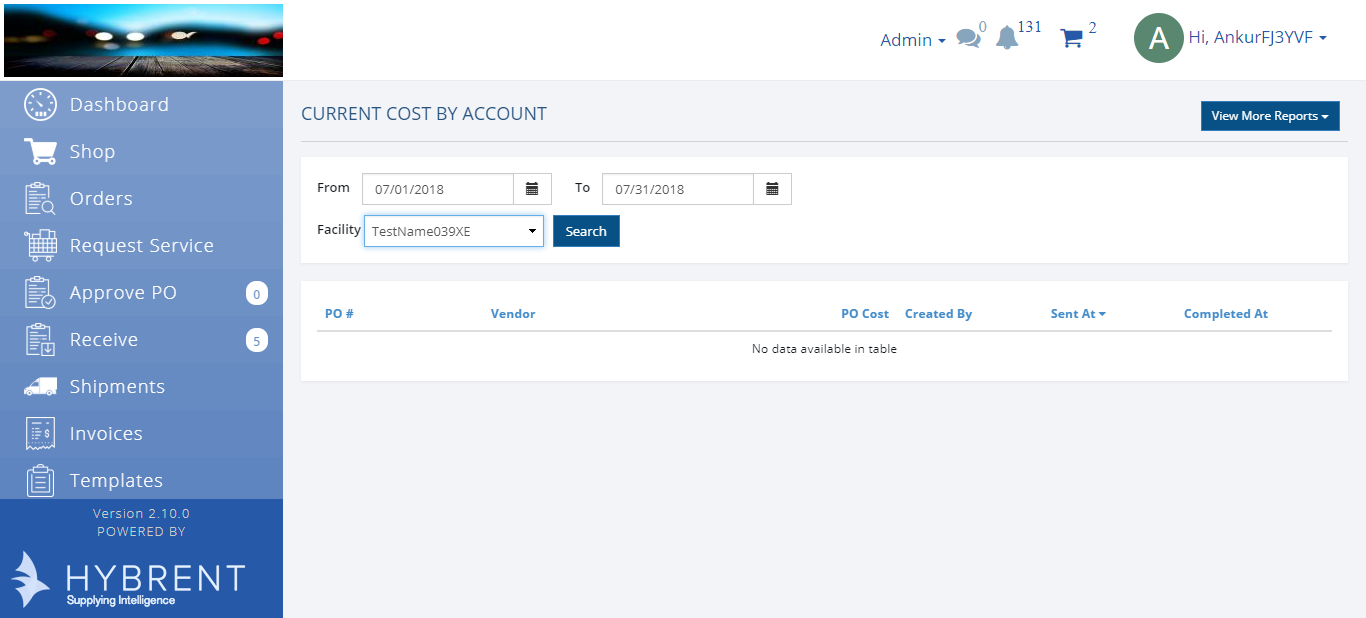 Admin 0 131 2 A Hi, AnkurFJ3YVF
Dashboard
Shop
Orders
Request Service
Approve PO 0
Receive 5
Shipments
Invoices
Templates
Version 2.10.0
POWERED BY
HYBRENT
Supplying Intelligence
CURRENT COST BY ACCOUNT View More Reports
From 07/01/2018 To 07/31/2018
Facility TestName039XE Search
PO # Vendor PO Cost Created By Sent At Completed At
No data available in table